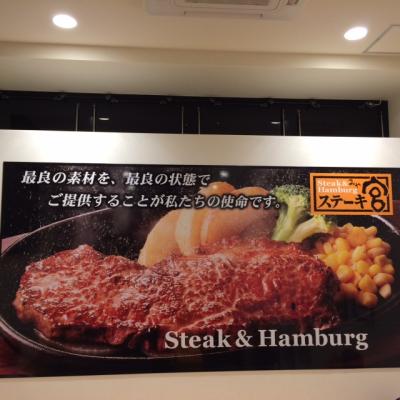 最良の素材を、最良の状態で
ご提供することが私たちの使命です。
Steak &
Hamburg
ステーキ
宮
Steak & Hamburg